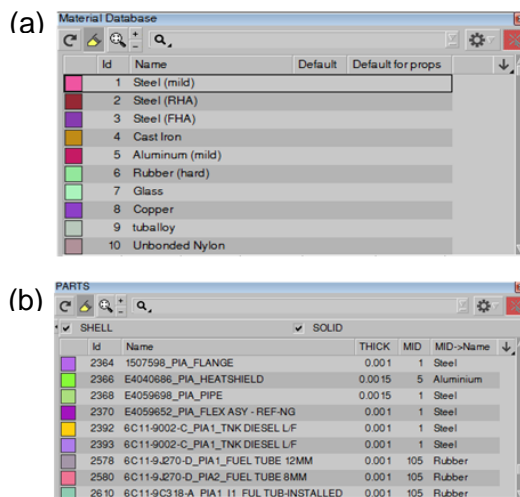 (a)
Material Database
Id Name Default Default for props
1 Steel (mild)
2 Steel (RHA)
3 Steel (FHA)
4 Cast Iron
5 Aluminum (mild)
6 Rubber (hard)
7 Glass
8 Copper
9 tuballoy
10 Unbonded Nylon
(b)
PARTS
SHELL SOLID
Id Name THICK MID MID->Name
2364 1507598_PIA_FLANGE 0.001 1 Steel
2366 E4040686_PIA_HEATSHIELD 0.0015 5 Aluminium
2368 E4059698_PIA_PIPE 0.0015 1 Steel
2370 E4059652_PIA_FLEX ASY - REF-NG 0.001 1 Steel
2392 6C11-9002-C_PIA1_TNK DIESEL L/F 0.001 1 Steel
2393 6C11-9002-C_PIA1_TNK DIESEL L/F 0.001 1 Steel
2578 6C11-9J270-D_PIA1_FUEL TUBE 12MM 0.001 105 Rubber
2580 6C11-9J270-D_PIA2_FUEL TUBE 8MM 0.001 105 Rubber
2610 6C11-9C318-A PIA1 I1 FUL TUB-INSTALLED 0.001 105 Rubber